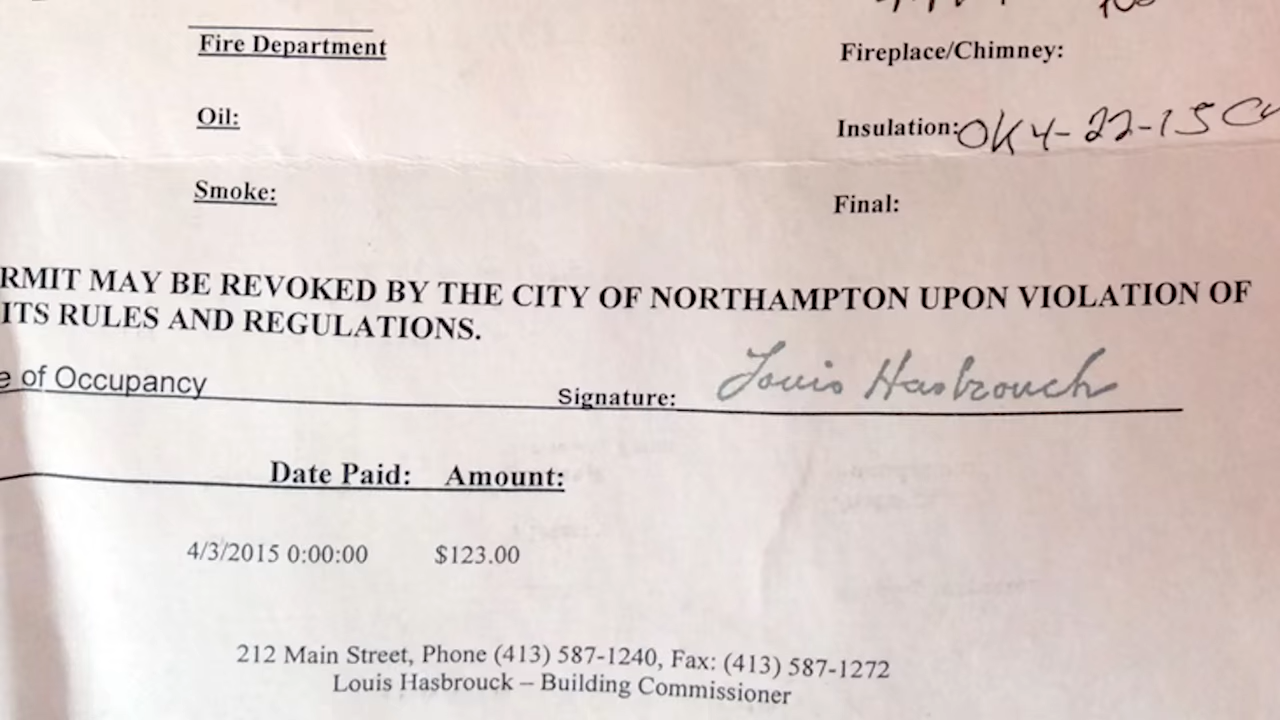 Fire Department
Fireplace/Chimney:
Oil:
Insulation: OK 4-22-15
Smoke:
Final:
RMIT MAY BE REVOKED BY THE CITY OF NORTHAMPTON UPON VIOLATION OF
ITS RULES AND REGULATIONS.
e of Occupancy
Signature: Louis Hasbrouck
Date Paid: Amount:
4/3/2015 0:00:00 $123.00
212 Main Street, Phone (413) 587-1240, Fax: (413) 587-1272
Louis Hasbrouck – Building Commissioner